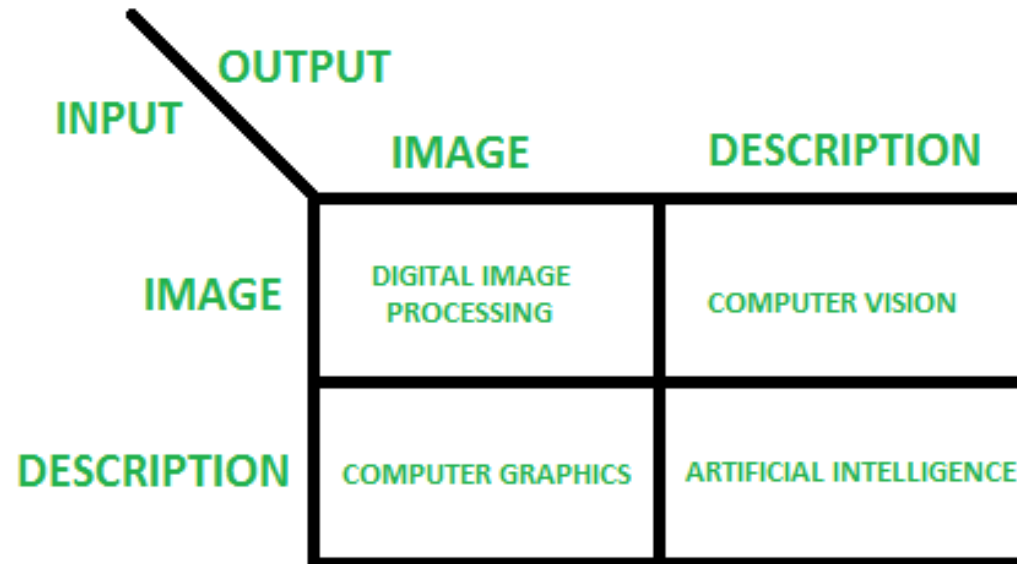 OUTPUT
INPUT
IMAGE
DESCRIPTION
IMAGE
DIGITAL IMAGE
PROCESSING
COMPUTER VISION
DESCRIPTION
COMPUTER GRAPHICS
ARTIFICIAL INTELLIGENCE